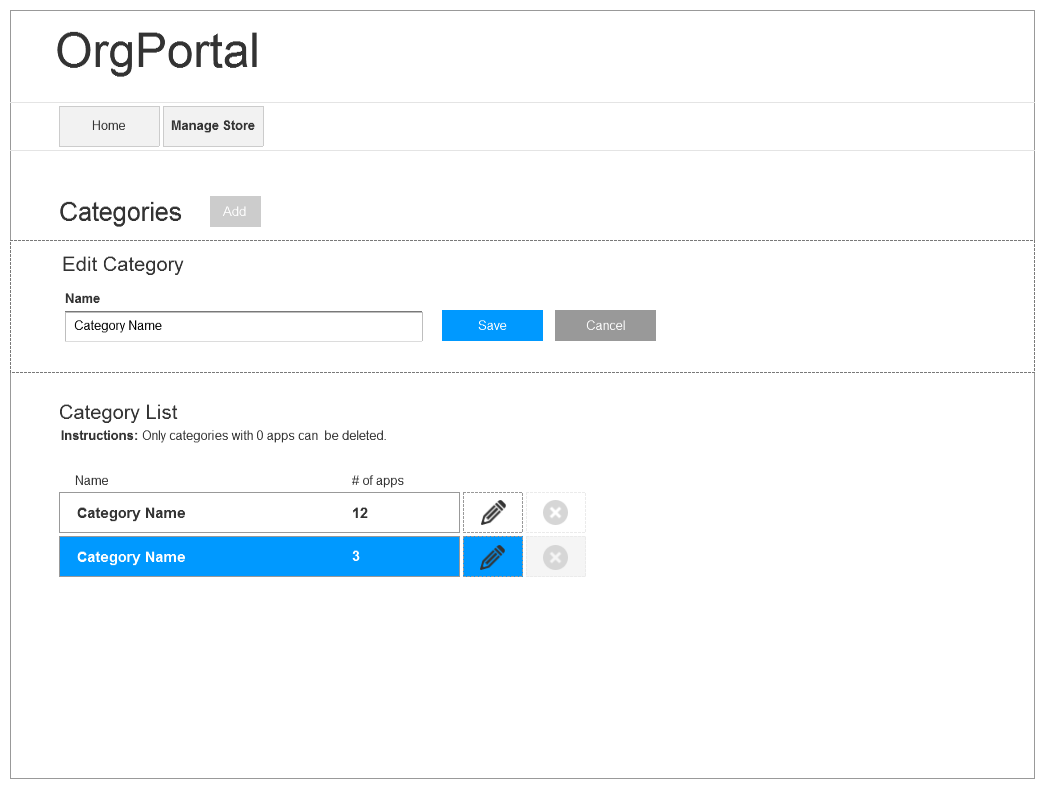 OrgPortal
Home Manage Store
Categories Add
Edit Category
Name
Category Name Save Cancel
Category List
Instructions: Only categories with 0 apps can be deleted.
Name # of apps
Category Name 12
Category Name 3